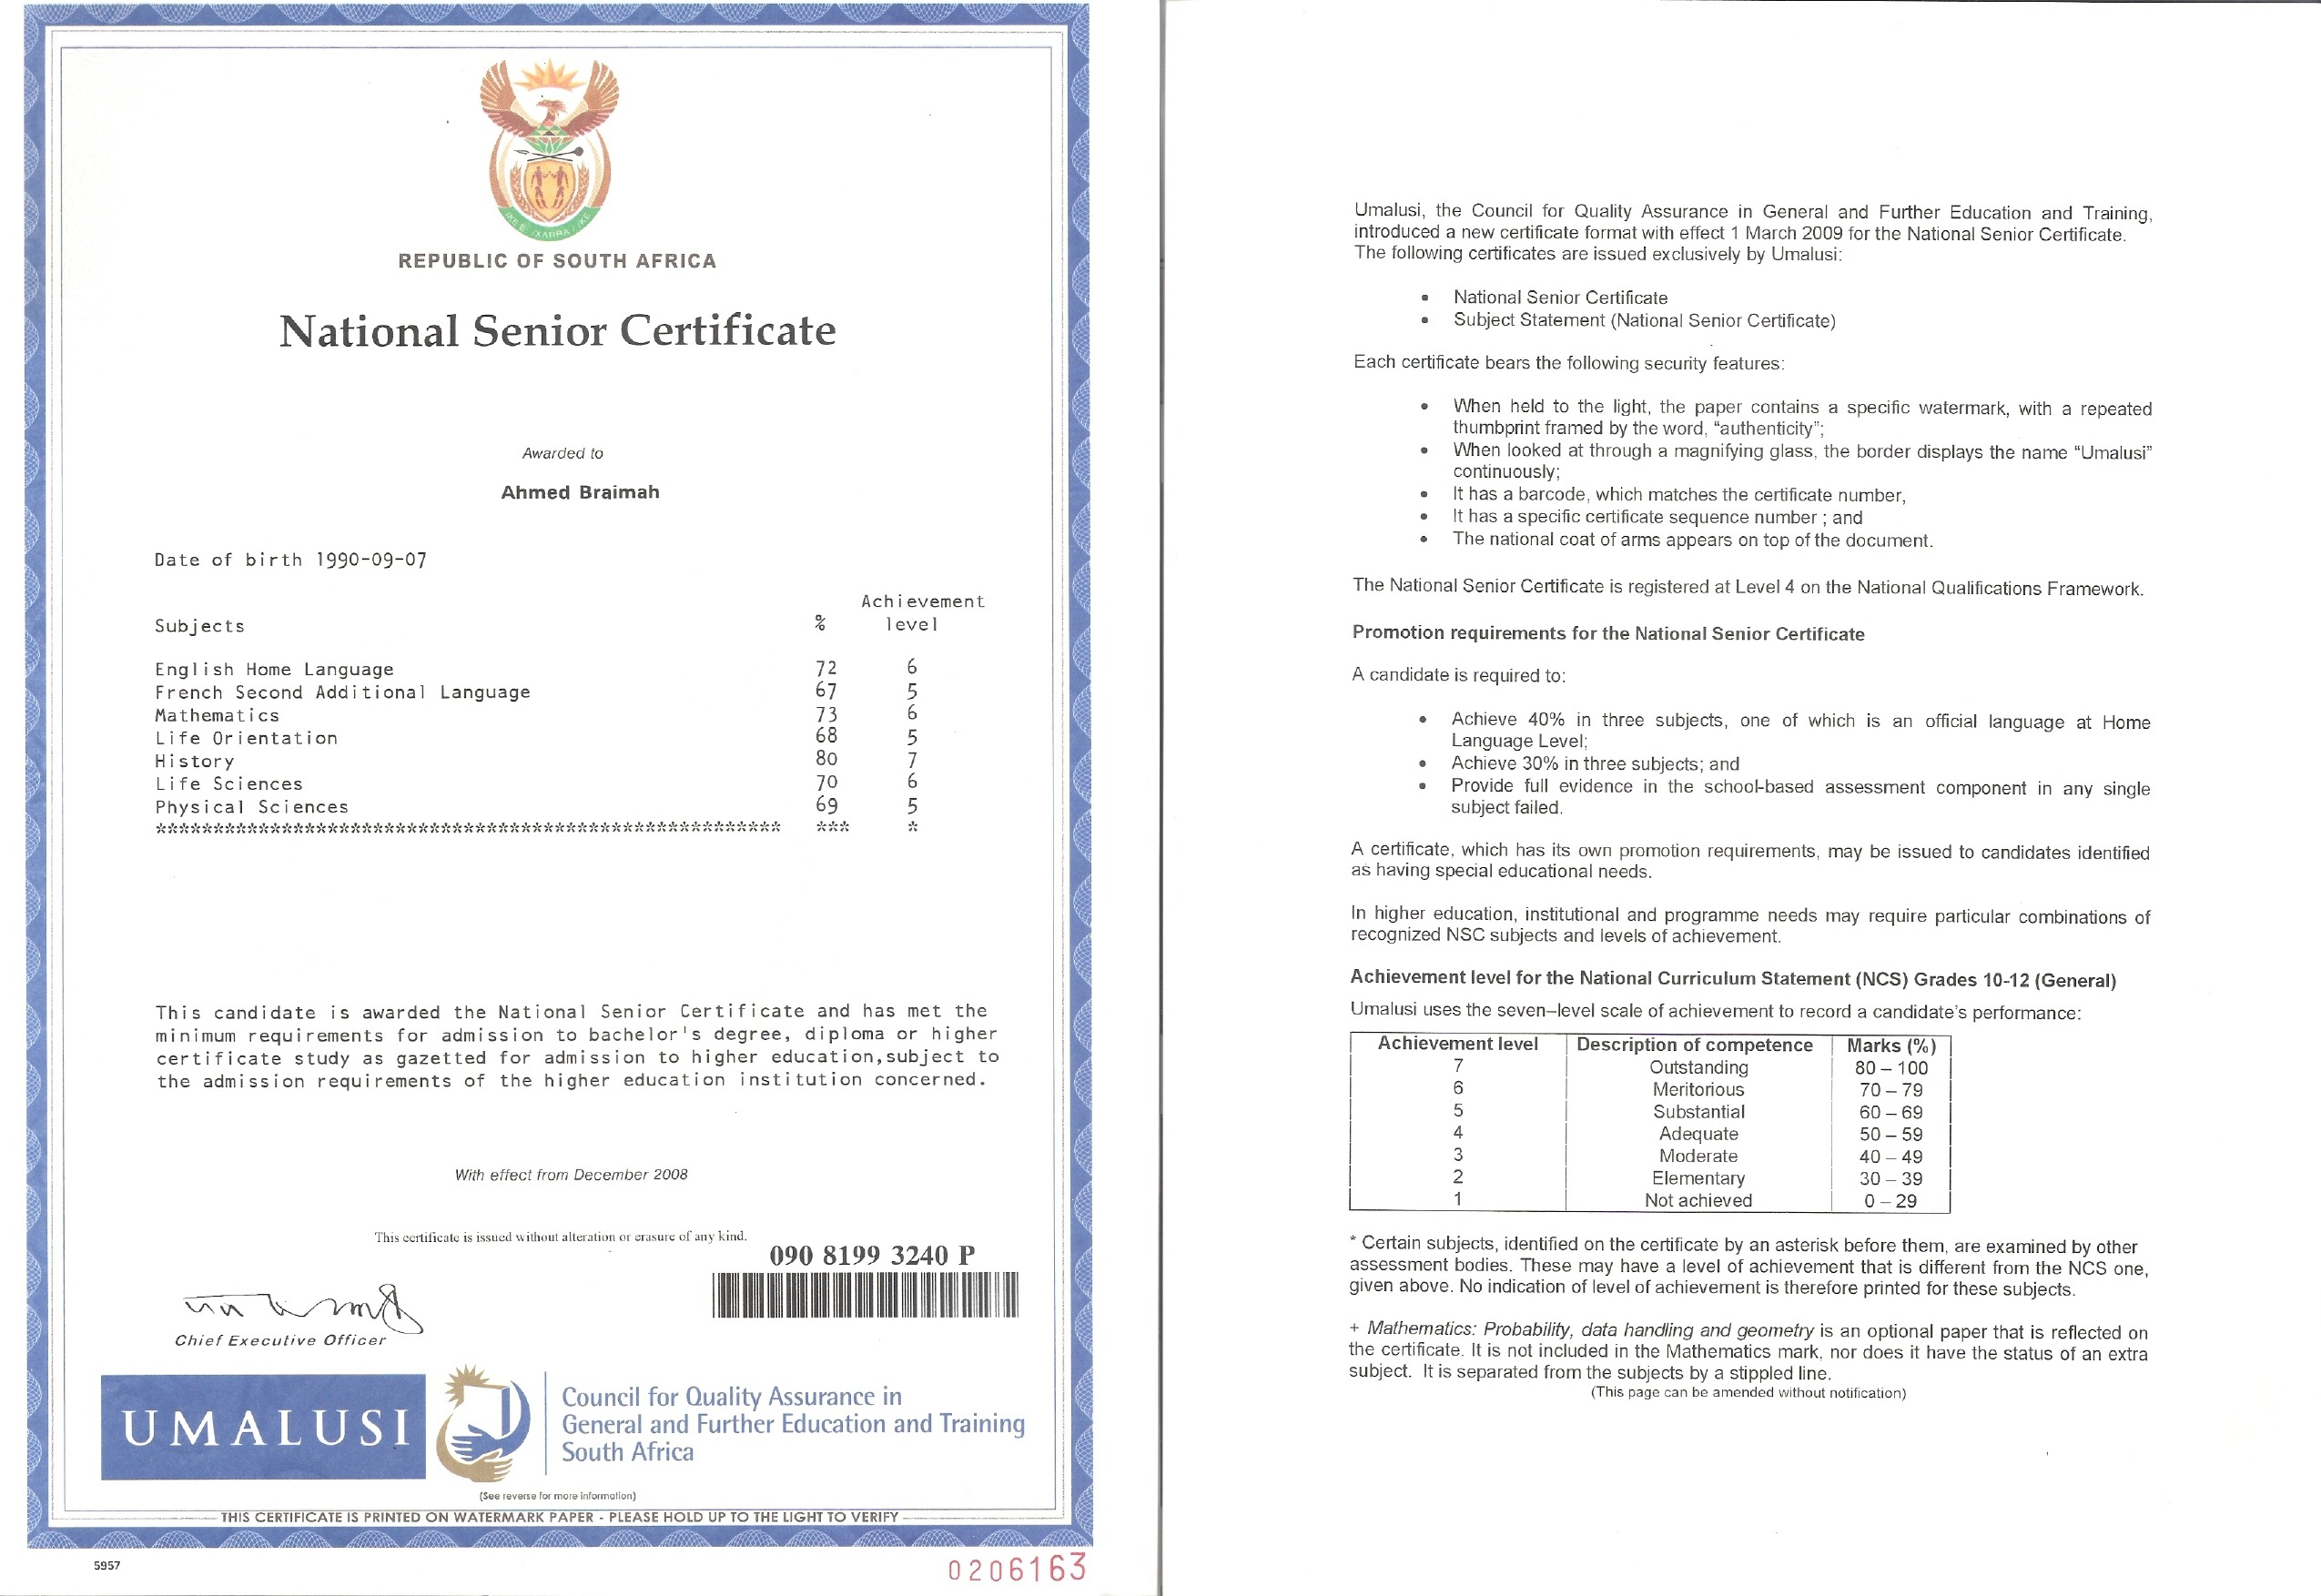 REPUBLIC OF SOUTH AFRICA
National Senior Certificate
Awarded to
Ahmed Braimah
Date of birth 1990-09-07
Subjects % Achievement level
English Home Language 72 6
French Second Additional Language 67 5
Mathematics 73 6
Life Orientation 68 5
History 80 7
Life Sciences 70 6
Physical Sciences 69 5
This candidate is awarded the National Senior Certificate and has met the
minimum requirements for admission to bachelor's degree, diploma or higher
certificate study as gazetted for admission to higher education,subject to
the admission requirements of the higher education institution concerned.
With effect from December 2008
This certificate is issued without alteration or erasure of any kind.
090 8199 3240 P
Chief Executive Officer
UMALUSI
Council for Quality Assurance in
General and Further Education and Training
South Africa
(See reverse for more information)
THIS CERTIFICATE IS PRINTED ON WATERMARK PAPER - PLEASE HOLD UP TO THE LIGHT TO VERIFY
5957
0206163
Umalusi, the Council for Quality Assurance in General and Further Education and Training,
introduced a new certificate format with effect 1 March 2009 for the National Senior Certificate.
The following certificates are issued exclusively by Umalusi:
• National Senior Certificate
• Subject Statement (National Senior Certificate)
Each certificate bears the following security features:
• When held to the light, the paper contains a specific watermark, with a repeated
thumbprint framed by the word, “authenticity”;
• When looked at through a magnifying glass, the border displays the name “Umalusi”
continuously;
• It has a barcode, which matches the certificate number,
• It has a specific certificate sequence number ; and
• The national coat of arms appears on top of the document.
The National Senior Certificate is registered at Level 4 on the National Qualifications Framework.
Promotion requirements for the National Senior Certificate
A candidate is required to:
• Achieve 40% in three subjects, one of which is an official language at Home
Language Level;
• Achieve 30% in three subjects; and
• Provide full evidence in the school-based assessment component in any single
subject failed.
A certificate, which has its own promotion requirements, may be issued to candidates identified
as having special educational needs.
In higher education, institutional and programme needs may require particular combinations of
recognized NSC subjects and levels of achievement.
Achievement level for the National Curriculum Statement (NCS) Grades 10-12 (General)
Umalusi uses the seven–level scale of achievement to record a candidate's performance:
Achievement level Description of competence Marks (%)
7 Outstanding 80 – 100
6 Meritorious 70 – 79
5 Substantial 60 – 69
4 Adequate 50 – 59
3 Moderate 40 – 49
2 Elementary 30 – 39
1 Not achieved 0 – 29
* Certain subjects, identified on the certificate by an asterisk before them, are examined by other
assessment bodies. These may have a level of achievement that is different from the NCS one,
given above. No indication of level of achievement is therefore printed for these subjects.
+ Mathematics: Probability, data handling and geometry is an optional paper that is reflected on
the certificate. It is not included in the Mathematics mark, nor does it have the status of an extra
subject. It is separated from the subjects by a stippled line.
(This page can be amended without notification)